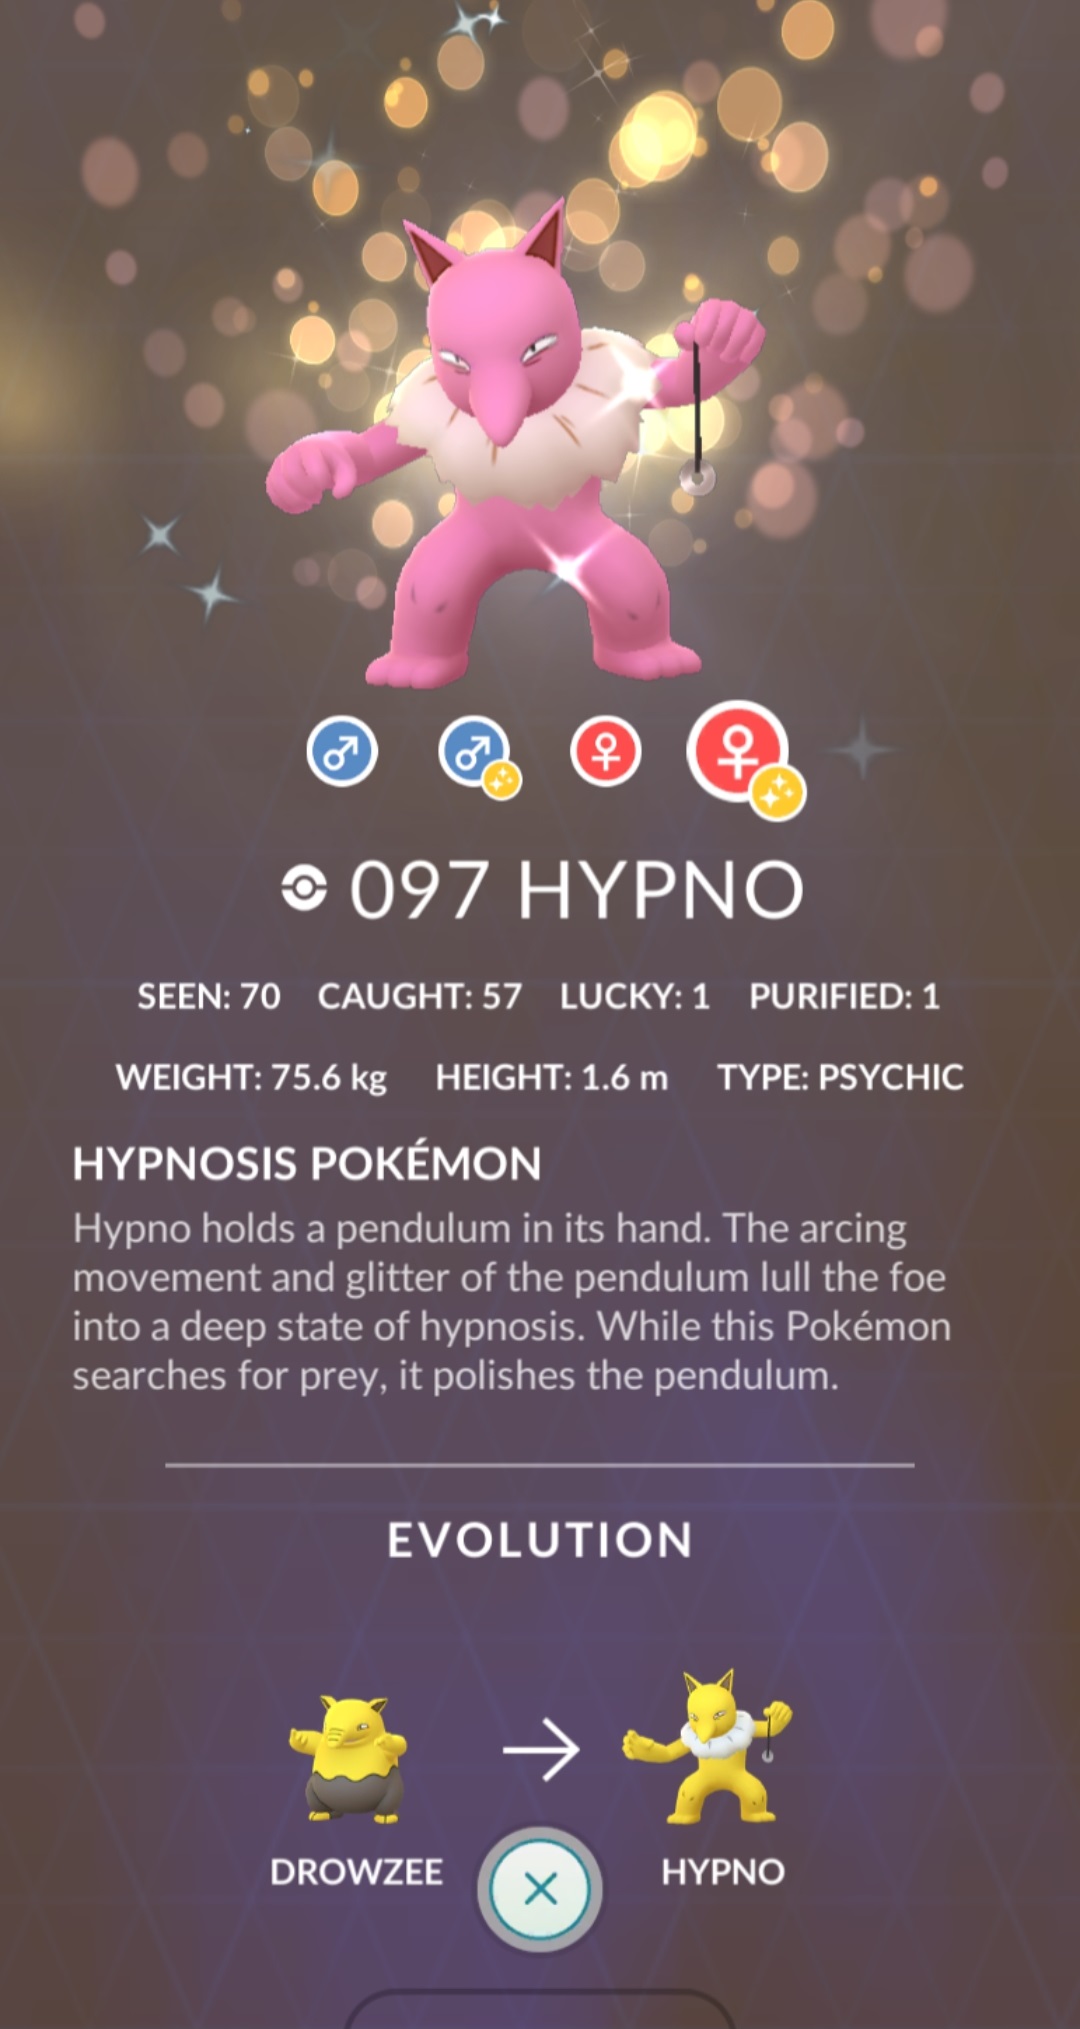 097 HYPNO
SEEN: 70 CAUGHT: 57 LUCKY: 1 PURIFIED: 1
WEIGHT: 75.6 kg HEIGHT: 1.6 m TYPE: PSYCHIC
HYPNOSIS POKÉMON
Hypno holds a pendulum in its hand. The arcing
movement and glitter of the pendulum lull the foe
into a deep state of hypnosis. While this Pokémon
searches for prey, it polishes the pendulum.
EVOLUTION
DROWZEE HYPNO